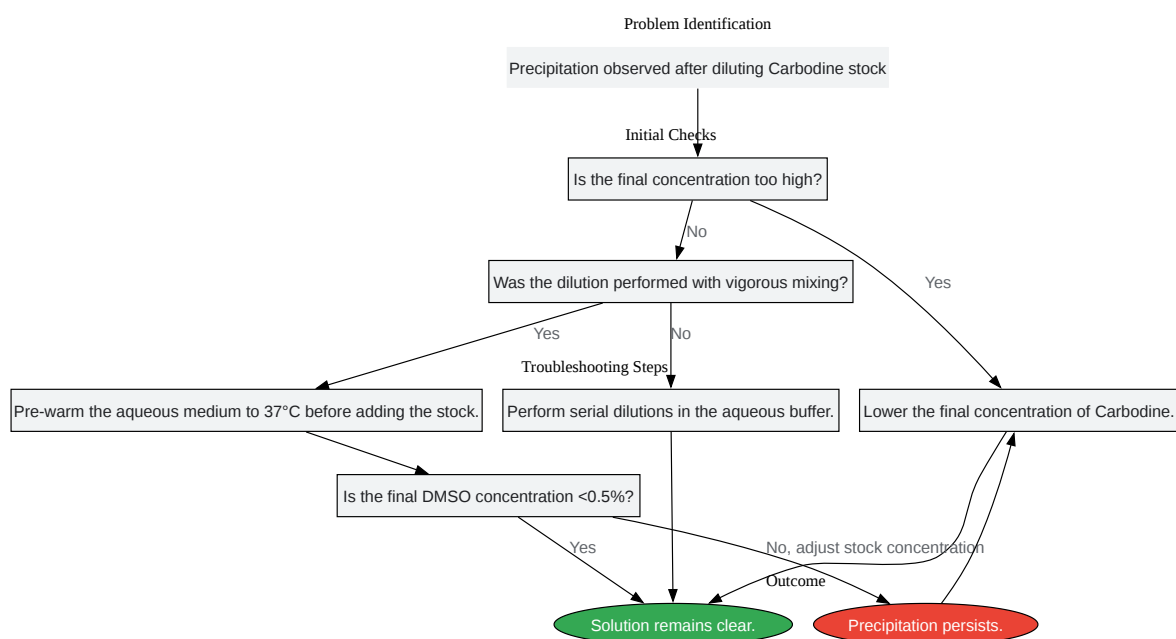 Problem Identification
Precipitation observed after diluting Carbodine stock
Initial Checks
Is the final concentration too high?
No
Yes
Was the dilution performed with vigorous mixing?
Yes
No
Troubleshooting Steps
Pre-warm the aqueous medium to 37°C before adding the stock.
Perform serial dilutions in the aqueous buffer.
Lower the final concentration of Carbodine.
Is the final DMSO concentration <0.5%?
Yes
No, adjust stock concentration
Outcome
Solution remains clear.
Precipitation persists.